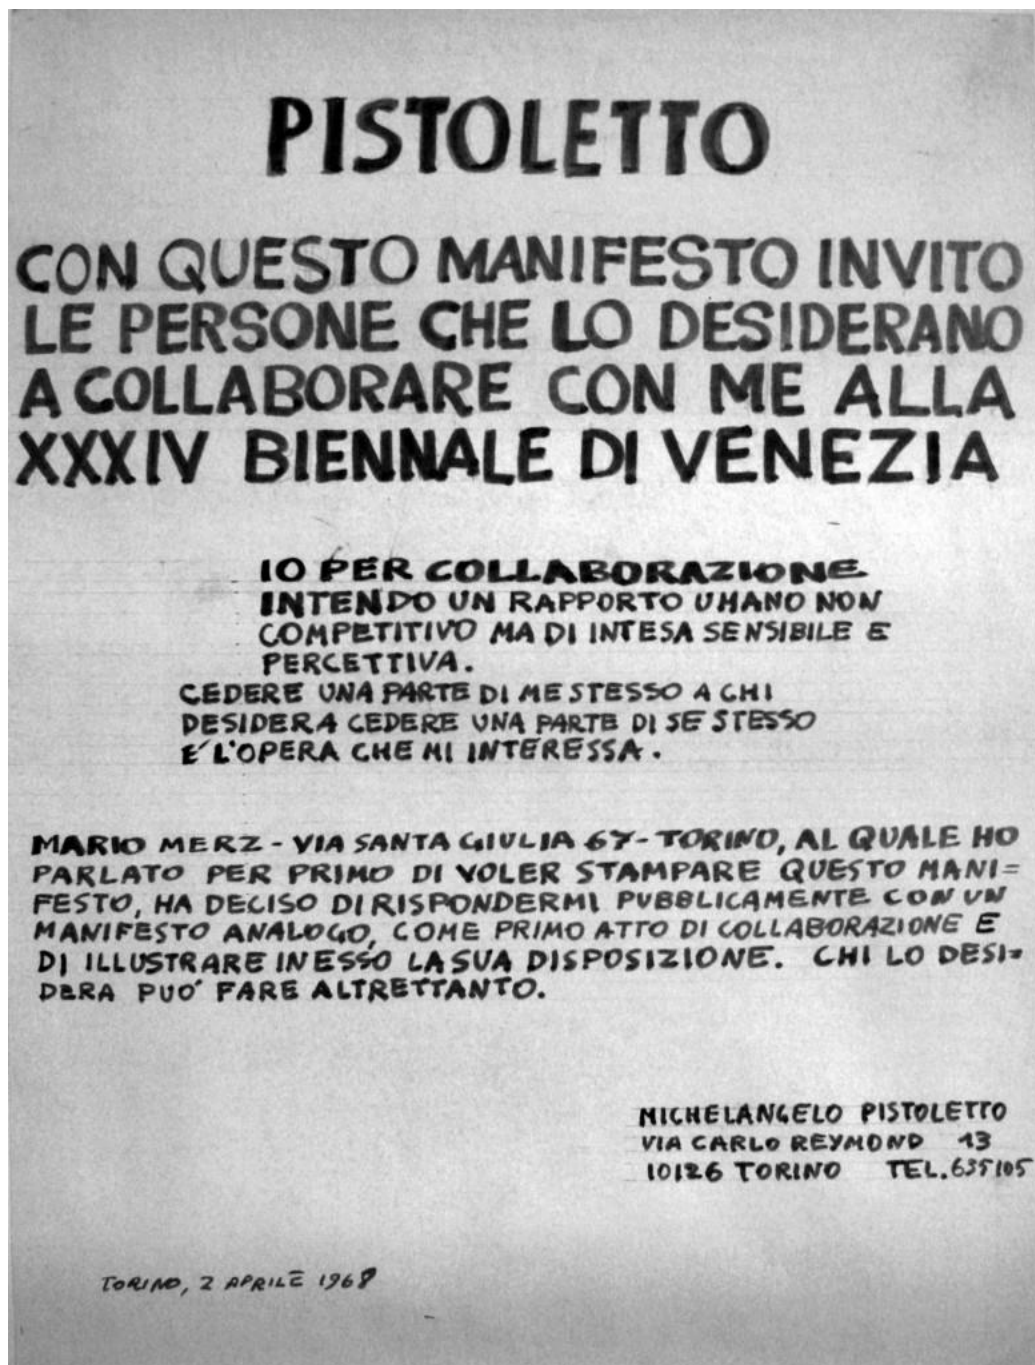 PISTOLETTO
CON QUESTO MANIFESTO INVITO
LE PERSONE CHE LO DESIDERANO
A COLLABORARE CON ME ALLA
XXXIV BIENNALE DI VENEZIA
IO PER COLLABORAZIONE
INTENDO UN RAPPORTO UMANO NON
COMPETITIVO MA DI INTESA SENSIBILE E
PERCETTIVA.
CEDERE UNA PARTE DI ME STESSO A CHI
DESIDERA CEDERE UNA PARTE DI SE STESSO
E' L'OPERA CHE MI INTERESSA.
MARIO MERZ - VIA SANTA GIULIA 67 - TORINO, AL QUALE HO
PARLATO PER PRIMO DI VOLER STAMPARE QUESTO MANI=
FESTO, HA DECISO DI RISPONDERMI PUBBLICAMENTE CON UN
MANIFESTO ANALOGO, COME PRIMO ATTO DI COLLABORAZIONE E
DI ILLUSTRARE IN ESSO LA SUA DISPOSIZIONE. CHI LO DESI=
DERA PUO' FARE ALTRETTANTO.
MICHELANGELO PISTOLETTO
VIA CARLO REYMOND 13
10126 TORINO TEL. 635105
TORINO, 2 APRILE 1968